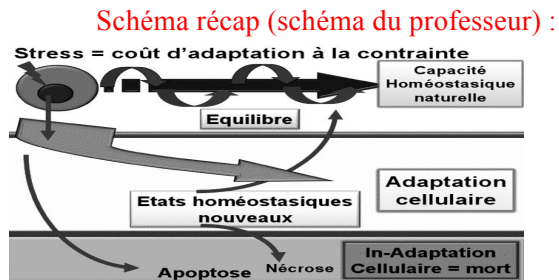 Schéma récap (schéma du professeur) :
Stress = coût d'adaptation à la contrainte
Capacité
Homéostasique
naturelle
Equilibre
Adaptation
cellulaire
Etats homéostasiques
nouveaux
In-Adaptation
Cellulaire = mort
Apoptose
Nécrose